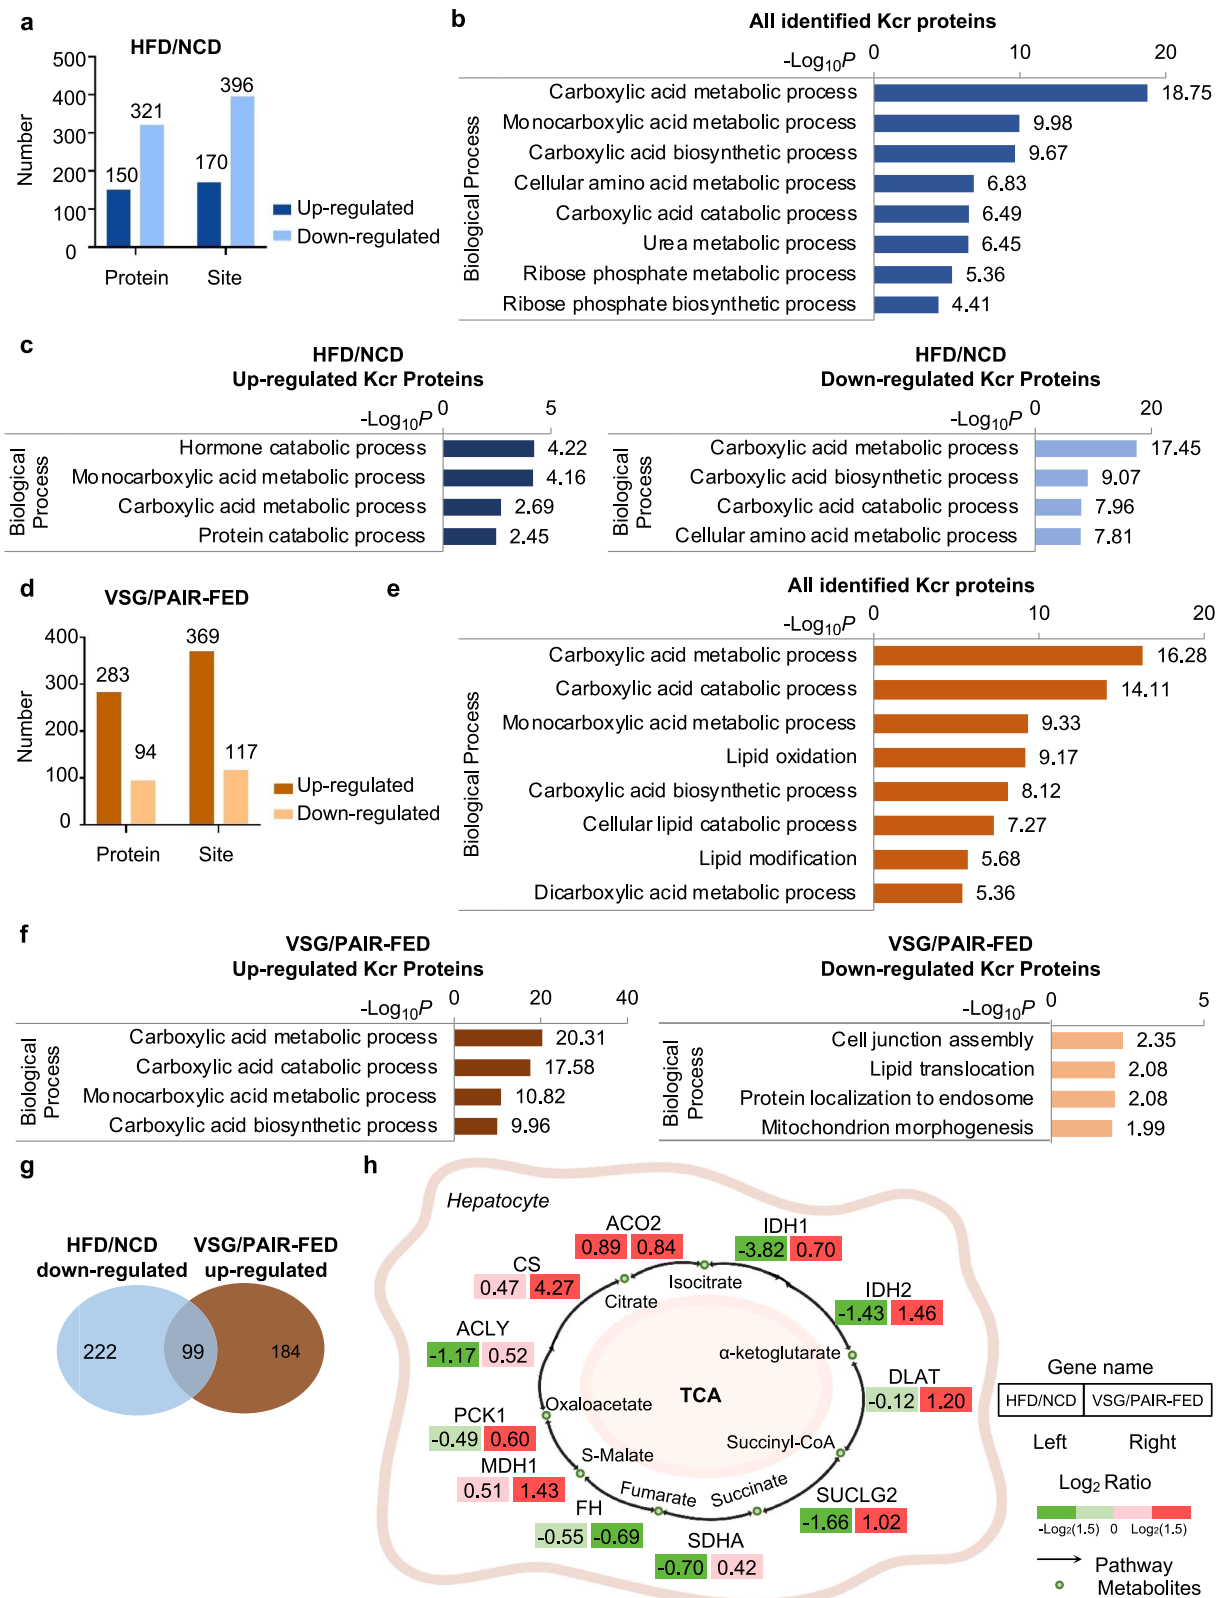 a
HFD/NCD
Number
500
400
300
200
100
0
150
321
170
396
Protein
Site
Up-regulated
Down-regulated
b
All identified Kcr proteins
-Log10P
0
10
20
Biological Process
Carboxylic acid metabolic process 18.75
Monocarboxylic acid metabolic process 9.98
Carboxylic acid biosynthetic process 9.67
Cellular amino acid metabolic process 6.83
Carboxylic acid catabolic process 6.49
Urea metabolic process 6.45
Ribose phosphate metabolic process 5.36
Ribose phosphate biosynthetic process 4.41
c
HFD/NCD
Up-regulated Kcr Proteins
-Log10P
0
5
Biological
Process
Hormone catabolic process 4.22
Monocarboxylic acid metabolic process 4.16
Carboxylic acid metabolic process 2.69
Protein catabolic process 2.45
HFD/NCD
Down-regulated Kcr Proteins
-Log10P
0
20
Biological
Process
Carboxylic acid metabolic process 17.45
Carboxylic acid biosynthetic process 9.07
Carboxylic acid catabolic process 7.96
Cellular amino acid metabolic process 7.81
d
VSG/PAIR-FED
Number
400
300
200
100
0
283
94
369
117
Protein
Site
Up-regulated
Down-regulated
e
All identified Kcr proteins
-Log10P
0
10
20
Biological Process
Carboxylic acid metabolic process 16.28
Carboxylic acid catabolic process 14.11
Monocarboxylic acid metabolic process 9.33
Lipid oxidation 9.17
Carboxylic acid biosynthetic process 8.12
Cellular lipid catabolic process 7.27
Lipid modification 5.68
Dicarboxylic acid metabolic process 5.36
f
VSG/PAIR-FED
Up-regulated Kcr Proteins
-Log10P
0
20
40
Biological
Process
Carboxylic acid metabolic process 20.31
Carboxylic acid catabolic process 17.58
Monocarboxylic acid metabolic process 10.82
Carboxylic acid biosynthetic process 9.96
VSG/PAIR-FED
Down-regulated Kcr Proteins
-Log10P
0
5
Biological
Process
Cell junction assembly 2.35
Lipid translocation 2.08
Protein localization to endosome 2.08
Mitochondrion morphogenesis 1.99
g
HFD/NCD
down-regulated
VSG/PAIR-FED
up-regulated
222
99
184
h
Hepatocyte
ACO2
0.89 0.84
IDH1
-3.82 0.70
CS
0.47 4.27
Isocitrate
Citrate
IDH2
-1.43 1.46
ACLY
-1.17 0.52
α-ketoglutarate
DLAT
-0.12 1.20
TCA
Oxaloacetate
PCK1
-0.49 0.60
Succinyl-CoA
S-Malate
MDH1
0.51 1.43
Fumarate
Succinate
SUCLG2
-1.66 1.02
FH
-0.55 -0.69
SDHA
-0.70 0.42
Gene name
HFD/NCD VSG/PAIR-FED
Left Right
Log2 Ratio
-Log2(1.5) 0 Log2(1.5)
Pathway
Metabolites